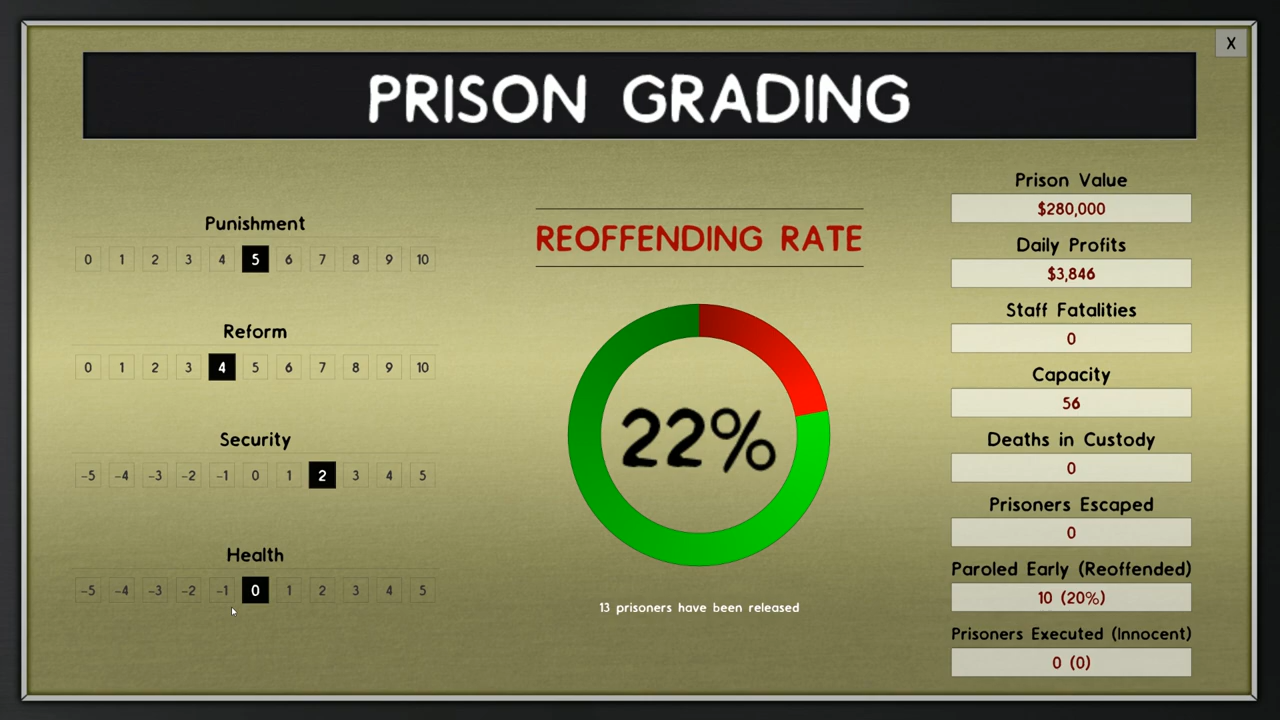 X
PRISON GRADING
Punishment
0 1 2 3 4 5 6 7 8 9 10
Reform
0 1 2 3 4 5 6 7 8 9 10
Security
-5 -4 -3 -2 -1 0 1 2 3 4 5
Health
-5 -4 -3 -2 -1 0 1 2 3 4 5
REOFFENDING RATE
22%
13 prisoners have been released
Prison Value
$280,000
Daily Profits
$3,846
Staff Fatalities
0
Capacity
56
Deaths in Custody
0
Prisoners Escaped
0
Paroled Early (Reoffended)
10 (20%)
Prisoners Executed (Innocent)
0 (0)